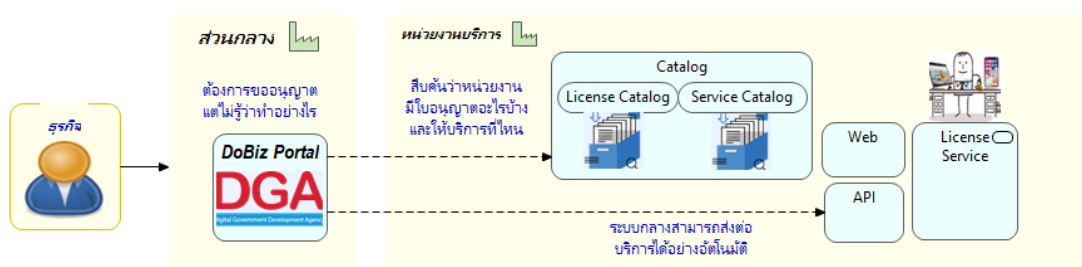 ส่วนกลาง
หน่วยงานบริการ
ธุรกิจ
ต้องการขออนุญาต
แต่ไม่รู้ว่าทำอย่างไร
DoBiz Portal
DGA
Digital Government Development Agency
สืบค้นว่าหน่วยงาน
มีใบอนุญาตอะไรบ้าง
และให้บริการที่ไหน
Catalog
License Catalog
Service Catalog
Web
API
License
Service
ระบบกลางสามารถส่งต่อ
บริการได้อย่างอัตโนมัติ